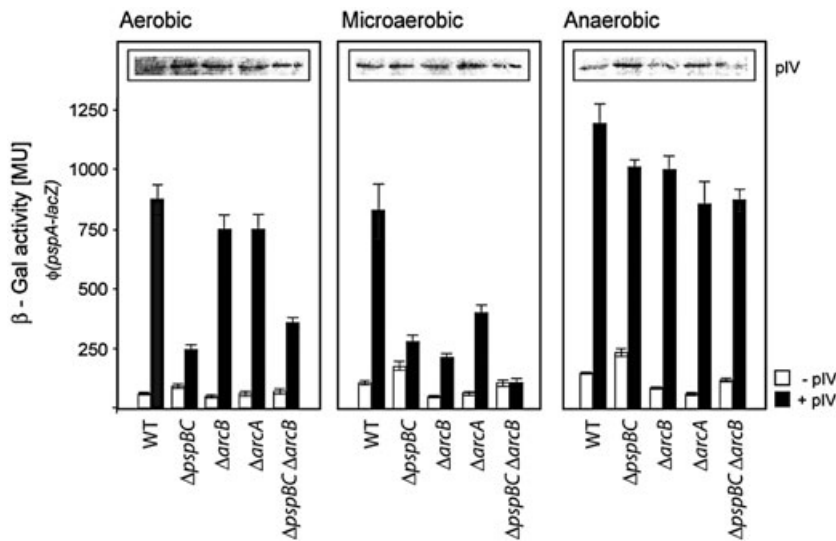 Aerobic
Microaerobic
Anaerobic
pIV
β - Gal activity [MU]
ϕ(pspA-lacZ)
1250
1000
750
500
250
WT
ΔpspBC
ΔarcB
ΔarcA
ΔpspBC ΔarcB
WT
ΔpspBC
ΔarcB
ΔarcA
ΔpspBC ΔarcB
WT
ΔpspBC
ΔarcB
ΔarcA
ΔpspBC ΔarcB
- pIV
+ pIV